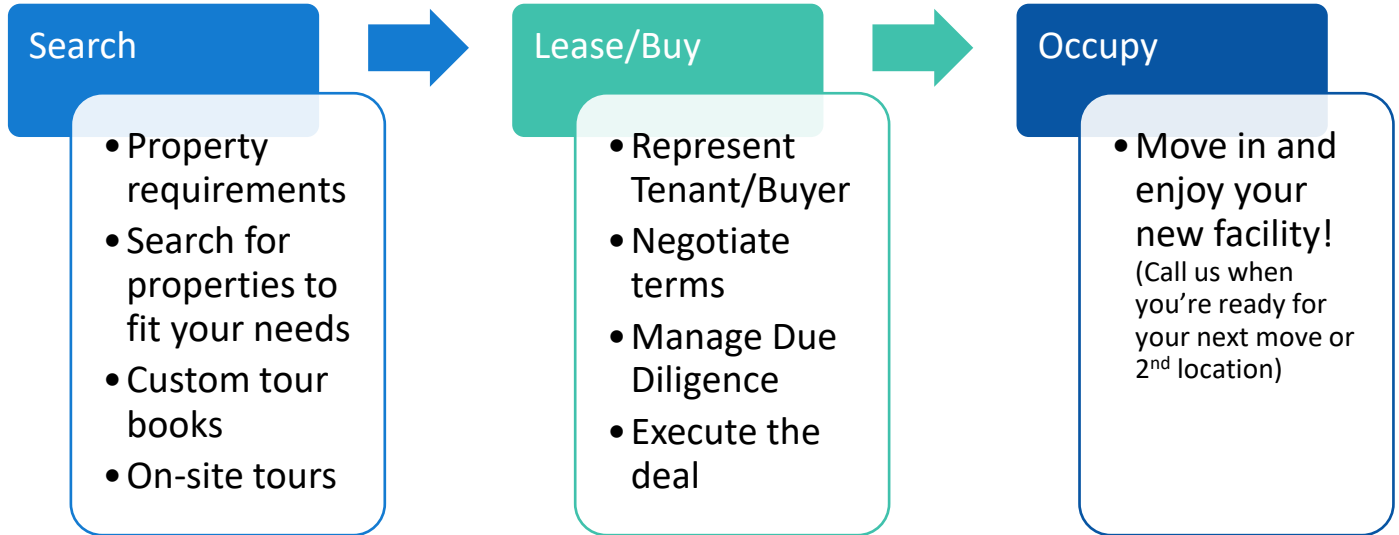 Search
• Property
requirements
• Search for
properties to
fit your needs
• Custom tour
books
• On-site tours
Lease/Buy
• Represent
Tenant/Buyer
• Negotiate
terms
• Manage Due
Diligence
• Execute the
deal
Occupy
• Move in and
enjoy your
new facility!
(Call us when
you’re ready for
your next move or
2nd location)